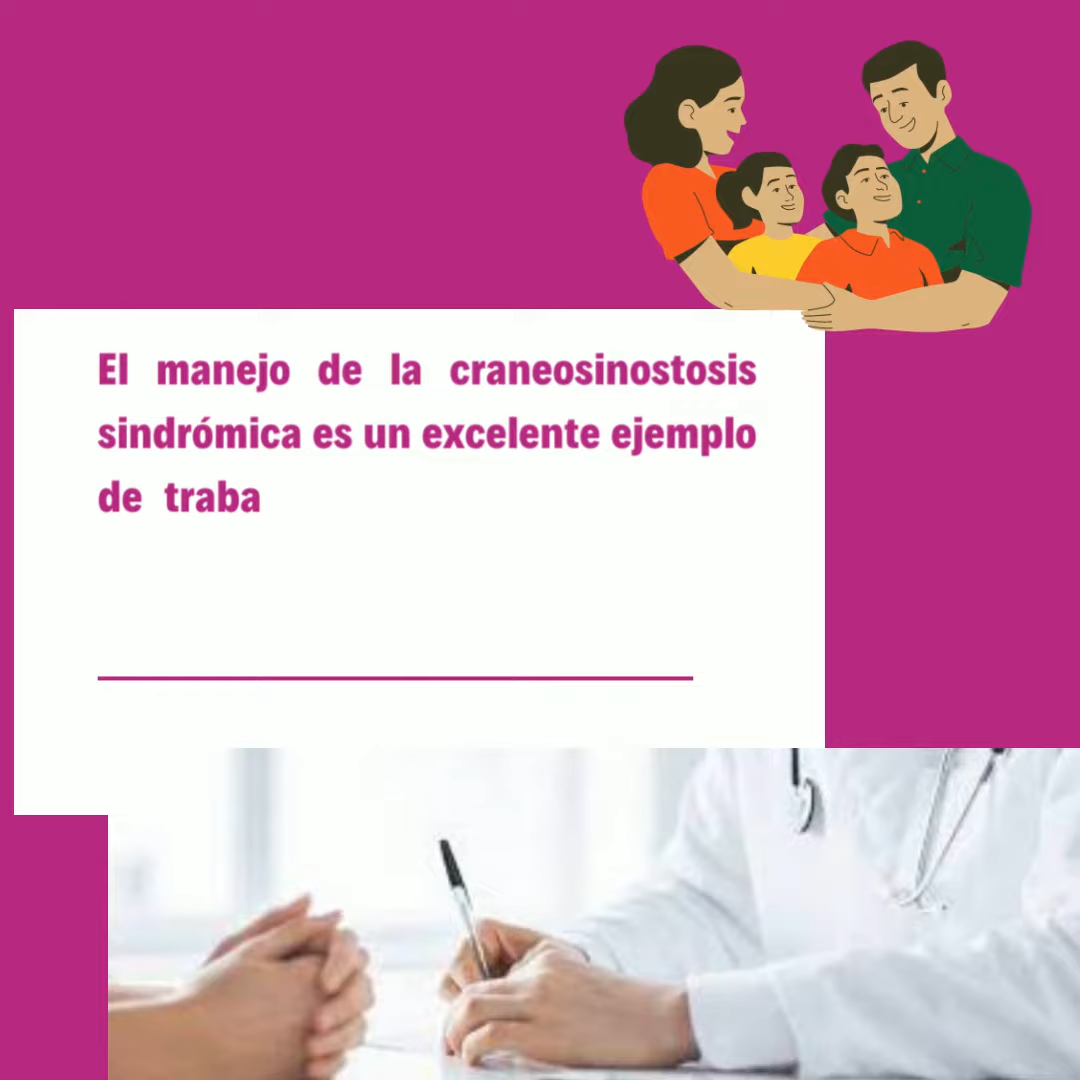 El manejo de la craneosinostosis
sindrómica es un excelente ejemplo
de traba